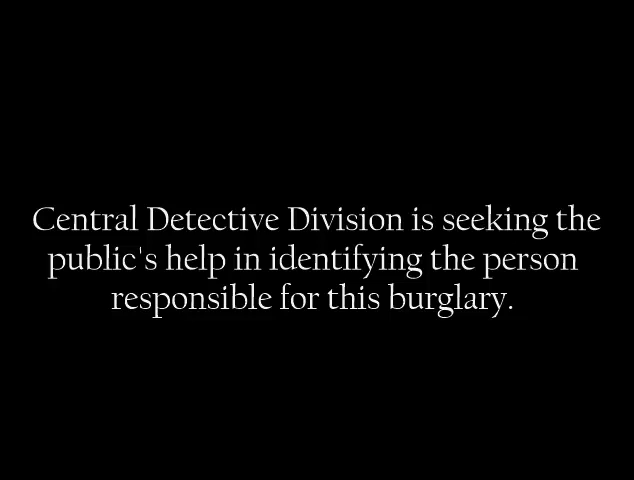 Central Detective Division is seeking the
public's help in identifying the person
responsible for this burglary.